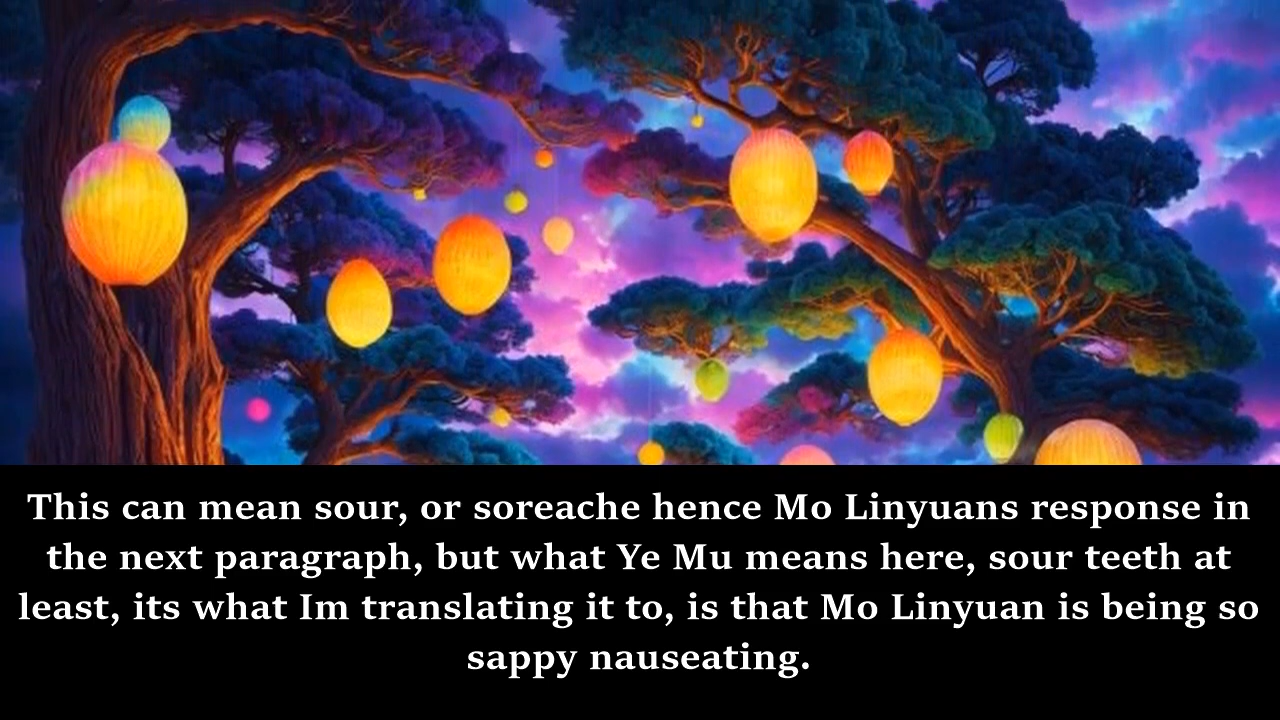 This can mean sour, or soreache hence Mo Linyuans response in
the next paragraph, but what Ye Mu means here, sour teeth at
least, its what Im translating it to, is that Mo Linyuan is being so
sappy nauseating.